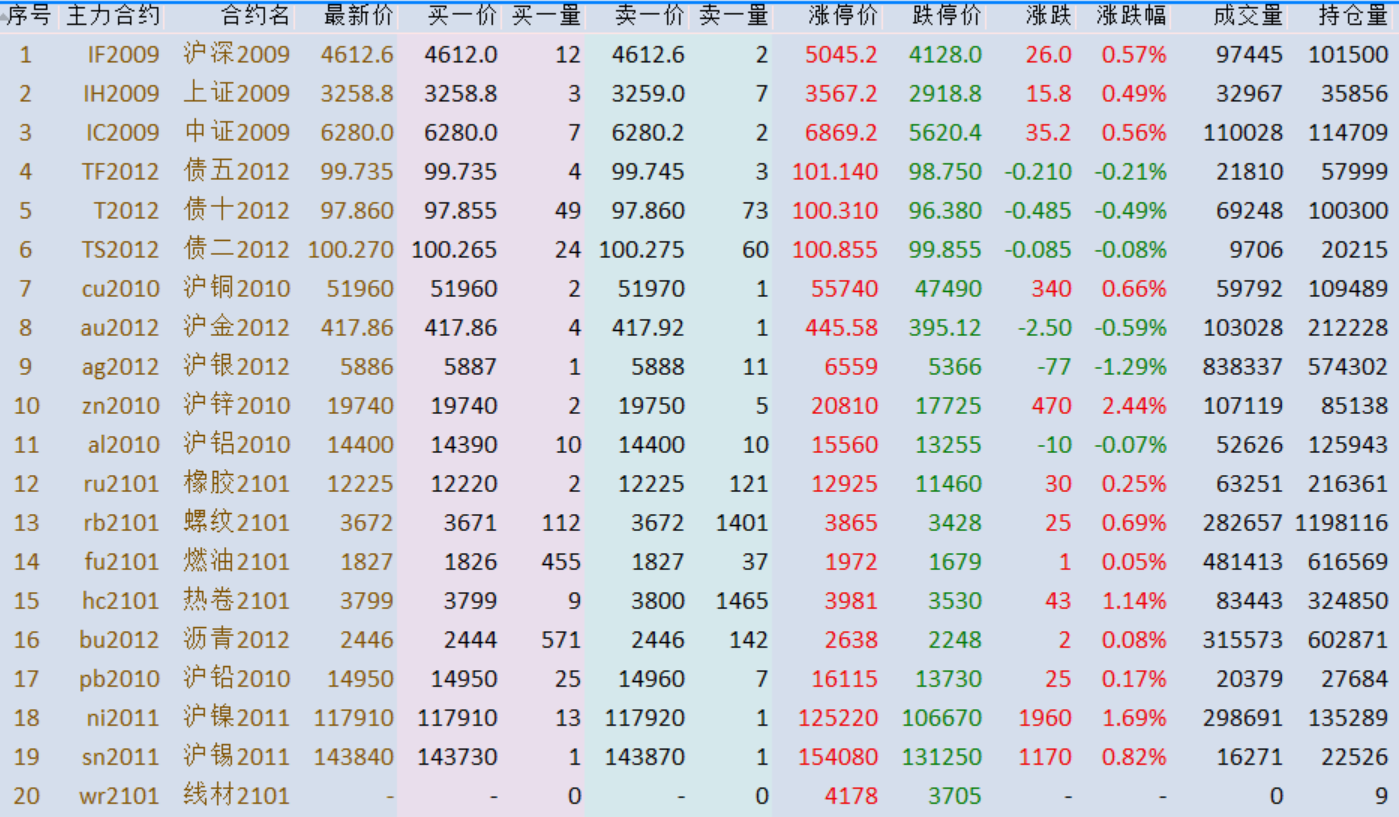 序号 主力合约 合约名 最新价 买一价 买一量 卖一价 卖一量 涨停价 跌停价 涨跌 涨跌幅 成交量 持仓量
1 IF2009 沪深2009 4612.6 4612.0 12 4612.6 2 5045.2 4128.0 26.0 0.57% 97445 101500
2 IH2009 上证2009 3258.8 3258.8 3 3259.0 7 3567.2 2918.8 15.8 0.49% 32967 35856
3 IC2009 中证2009 6280.0 6280.0 7 6280.2 2 6869.2 5620.4 35.2 0.56% 110028 114709
4 TF2012 债五2012 99.735 99.735 4 99.745 3 101.140 98.750 -0.210 -0.21% 21810 57999
5 T2012 债十2012 97.860 97.855 49 97.860 73 100.310 96.380 -0.485 -0.49% 69248 100300
6 TS2012 债二2012 100.270 100.265 24 100.275 60 100.855 99.855 -0.085 -0.08% 9706 20215
7 cu2010 沪铜2010 51960 51960 2 51970 1 55740 47490 340 0.66% 59792 109489
8 au2012 沪金2012 417.86 417.86 4 417.92 1 445.58 395.12 -2.50 -0.59% 103028 212228
9 ag2012 沪银2012 5886 5887 1 5888 11 6559 5366 -77 -1.29% 838337 574302
10 zn2010 沪锌2010 19740 19740 2 19750 5 20810 17725 470 2.44% 107119 85138
11 al2010 沪铝2010 14400 14390 10 14400 10 15560 13255 -10 -0.07% 52626 125943
12 ru2101 橡胶2101 12225 12220 2 12225 121 12925 11460 30 0.25% 63251 216361
13 rb2101 螺纹2101 3672 3671 112 3672 1401 3865 3428 25 0.69% 282657 1198116
14 fu2101 燃油2101 1827 1826 455 1827 37 1972 1679 1 0.05% 481413 616569
15 hc2101 热卷2101 3799 3799 9 3800 1465 3981 3530 43 1.14% 83443 324850
16 bu2012 沥青2012 2446 2444 571 2446 142 2638 2248 2 0.08% 315573 602871
17 pb2010 沪铅2010 14950 14950 25 14960 7 16115 13730 25 0.17% 20379 27684
18 ni2011 沪镍2011 117910 117910 13 117920 1 125220 106670 1960 1.69% 298691 135289
19 sn2011 沪锡2011 143840 143730 1 143870 1 154080 131250 1170 0.82% 16271 22526
20 wr2101 线材2101 - - 0 - 0 4178 3705 - - 0 9